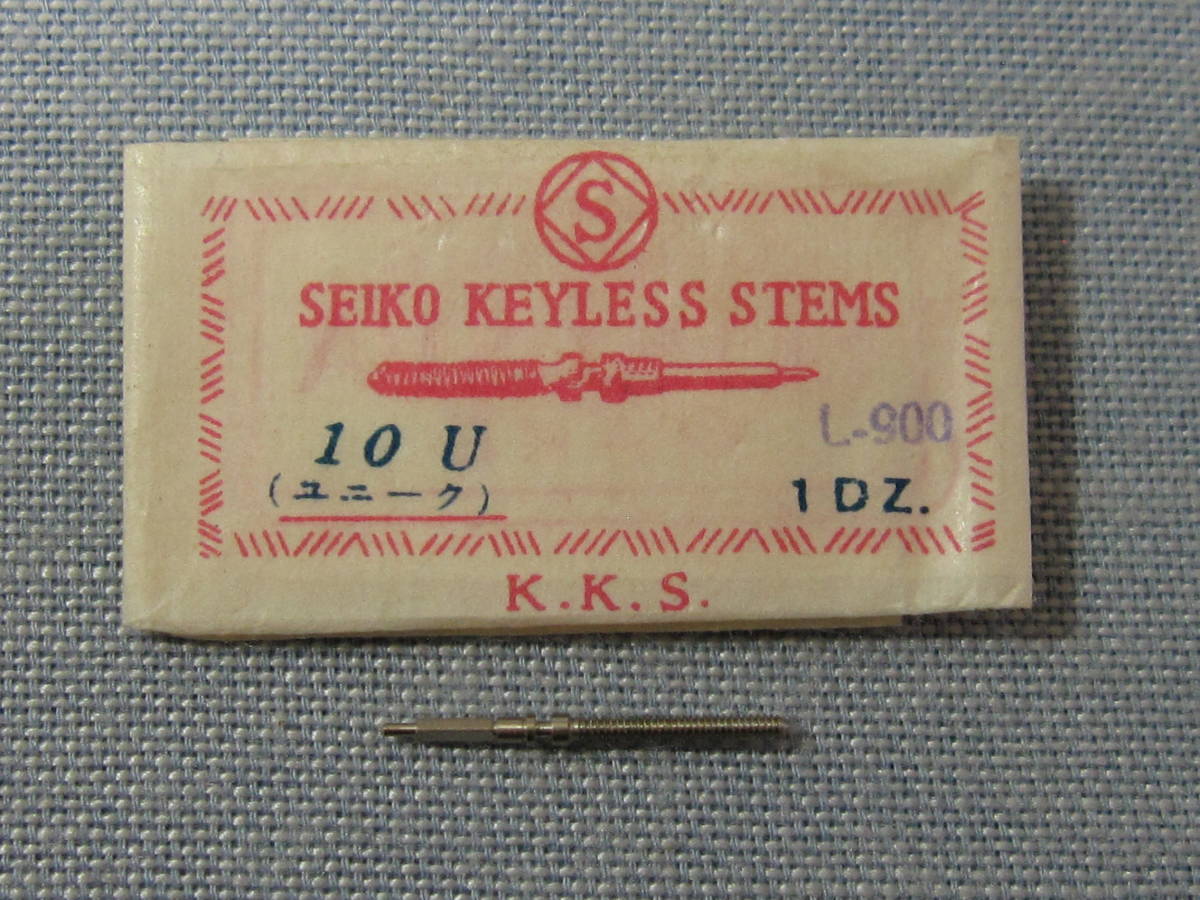 S
SEIKO KEYLESS STEMS
10 U
L-900
(ユニーク)
1 DZ.
K.K.S.